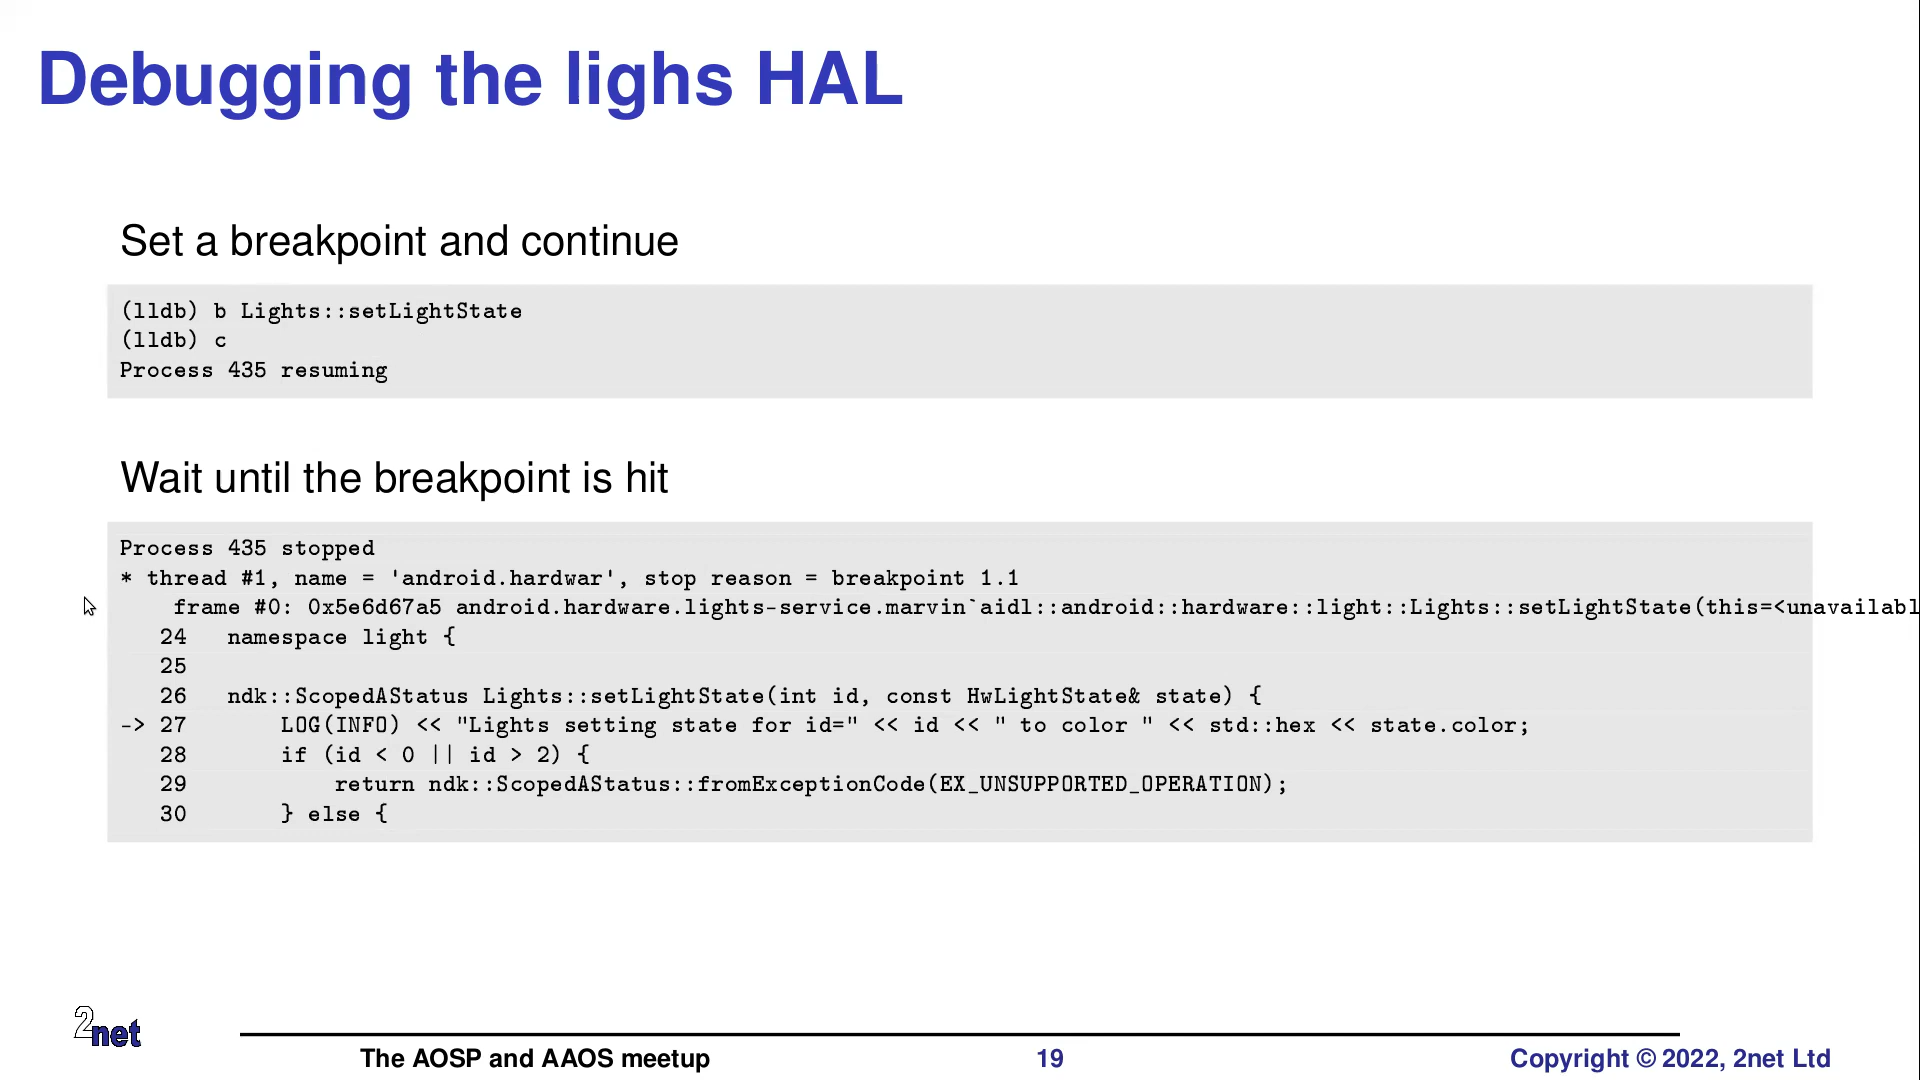 Debugging the lighs HAL
Set a breakpoint and continue
(lldb) b Lights::setLightState
(lldb) c
Process 435 resuming
Wait until the breakpoint is hit
Process 435 stopped
* thread #1, name = 'android.hardwar', stop reason = breakpoint 1.1
    frame #0: 0x5e6d67a5 android.hardware.lights-service.marvin`aidl::android::hardware::light::Lights::setLightState(this=<unavailabl
   24   namespace light {
   25
   26   ndk::ScopedAStatus Lights::setLightState(int id, const HwLightState& state) {
-> 27       LOG(INFO) << "Lights setting state for id=" << id << " to color " << std::hex << state.color;
   28       if (id < 0 || id > 2) {
   29           return ndk::ScopedAStatus::fromExceptionCode(EX_UNSUPPORTED_OPERATION);
   30       } else {
2net
The AOSP and AAOS meetup
19
Copyright © 2022, 2net Ltd